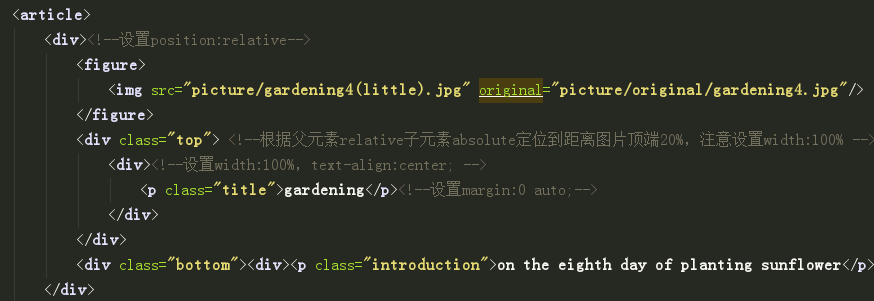 <article>
<div><!--设置position:relative-->
<figure>
<img src="picture/gardening4(little).jpg" original="picture/original/gardening4.jpg"/>
</figure>
<div class="top"> <!--根据父元素relative子元素absolute定位到距离图片顶端20%，注意设置width:100% -->
<div><!--设置width:100%，text-align:center; -->
<p class="title">gardening</p><!--设置margin:0 auto;-->
</div>
</div>
<div class="bottom"><div><p class="introduction">on the eighth day of planting sunflower</p>
</div>